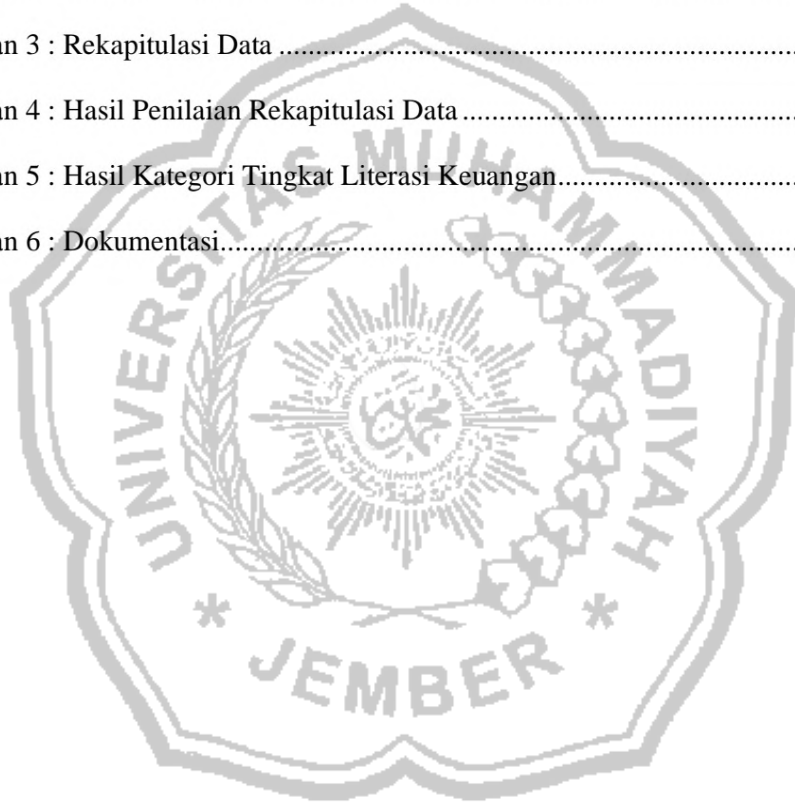 an 3 : Rekapitulasi Data ........................................................................
an 4 : Hasil Penilaian Rekapitulasi Data ..............................................
an 5 : Hasil Kategori Tingkat Literasi Keuangan.................................
an 6 : Dokumentasi................................................................................
UNIVERSITAS MUHAMMADIYAH
* JEMBER *